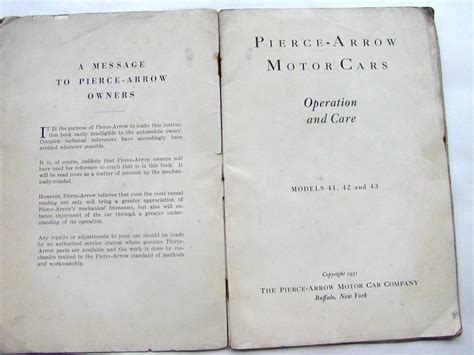 A MESSAGE
TO PIERCE-ARROW
OWNERS
IT IS the purpose of Pierce-Arrow to make this instruc-
tion book easily intelligible to the automobile owner.
Complex technical references have accordingly been
avoided wherever possible.
It is, of course, unlikely that Pierce-Arrow owners will
have need for reference to much that is in this book. It
will be read more as a matter of interest by the mechan-
ically-minded.
However, Pierce-Arrow believes that even the most casual
reading not only will bring a greater appreciation of
Pierce-Arrow's mechanical finenesses, but also will en-
hance enjoyment of the car through a greater under-
standing of its operation.
Any repairs or adjustments to your car should be made
by an authorized service station where genuine Pierce-
Arrow parts are available and the work is done by me-
chanics trained to the Pierce-Arrow standard of methods
and workmanship.
PIERCE-ARROW
MOTOR CARS
Operation
and Care
MODELS 41, 42 and 43
Copyright 1931
THE PIERCE-ARROW MOTOR CAR COMPANY
Buffalo, New York